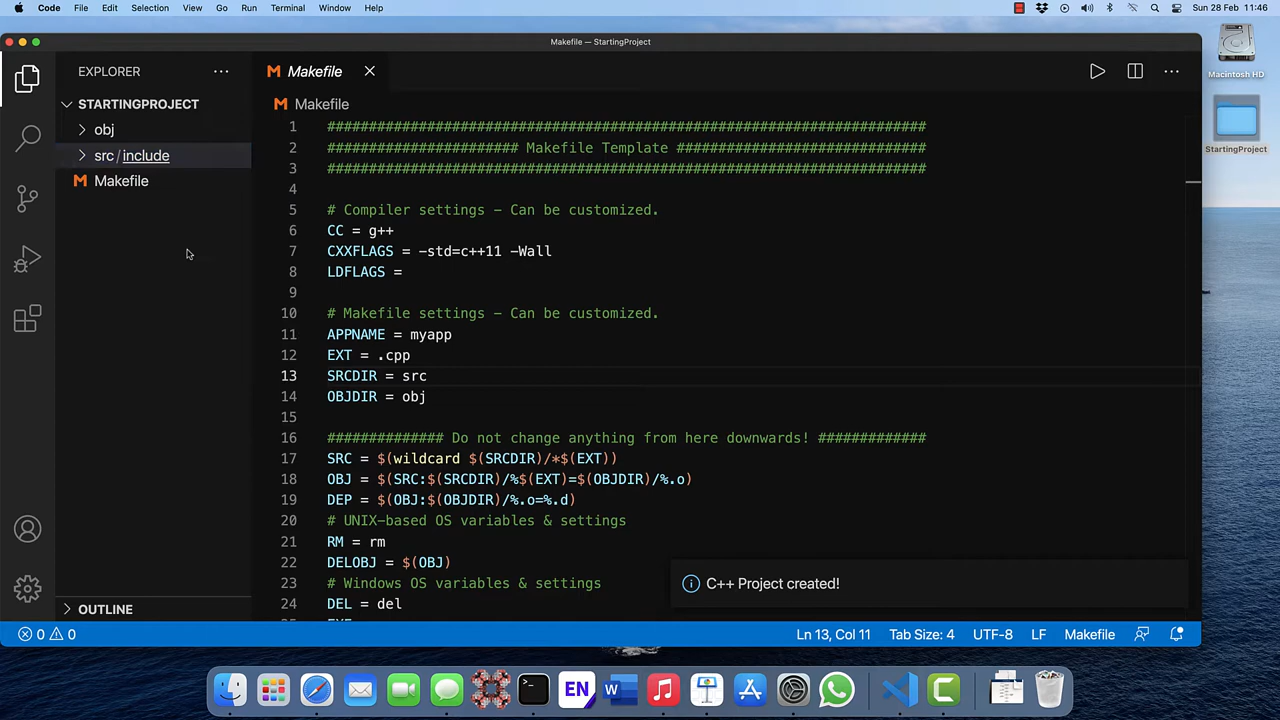 Code File Edit Selection View Go Run Terminal Window Help Sun 28 Feb 11:46
Makefile — StartingProject
EXPLORER
STARTINGPROJECT
obj
src / include
Makefile
OUTLINE
Makefile
Makefile
1 ########################################################################
2 ####################### Makefile Template ##############################
3 ########################################################################
4
5 # Compiler settings - Can be customized.
6 CC = g++
7 CXXFLAGS = -std=c++11 -Wall
8 LDFLAGS =
9
10 # Makefile settings - Can be customized.
11 APPNAME = myapp
12 EXT = .cpp
13 SRCDIR = src
14 OBJDIR = obj
15
16 ############## Do not change anything from here downwards! #############
17 SRC = $(wildcard $(SRCDIR)/*$(EXT))
18 OBJ = $(SRC:$(SRCDIR)/%$(EXT)=$(OBJDIR)/%.o)
19 DEP = $(OBJ:$(OBJDIR)/%.o=%.d)
20 # UNIX-based OS variables & settings
21 RM = rm
22 DELOBJ = $(OBJ)
23 # Windows OS variables & settings
24 DEL = del
C++ Project created!
0 0 Ln 13, Col 11 Tab Size: 4 UTF-8 LF Makefile
Macintosh HD
StartingProject
EN
W
C